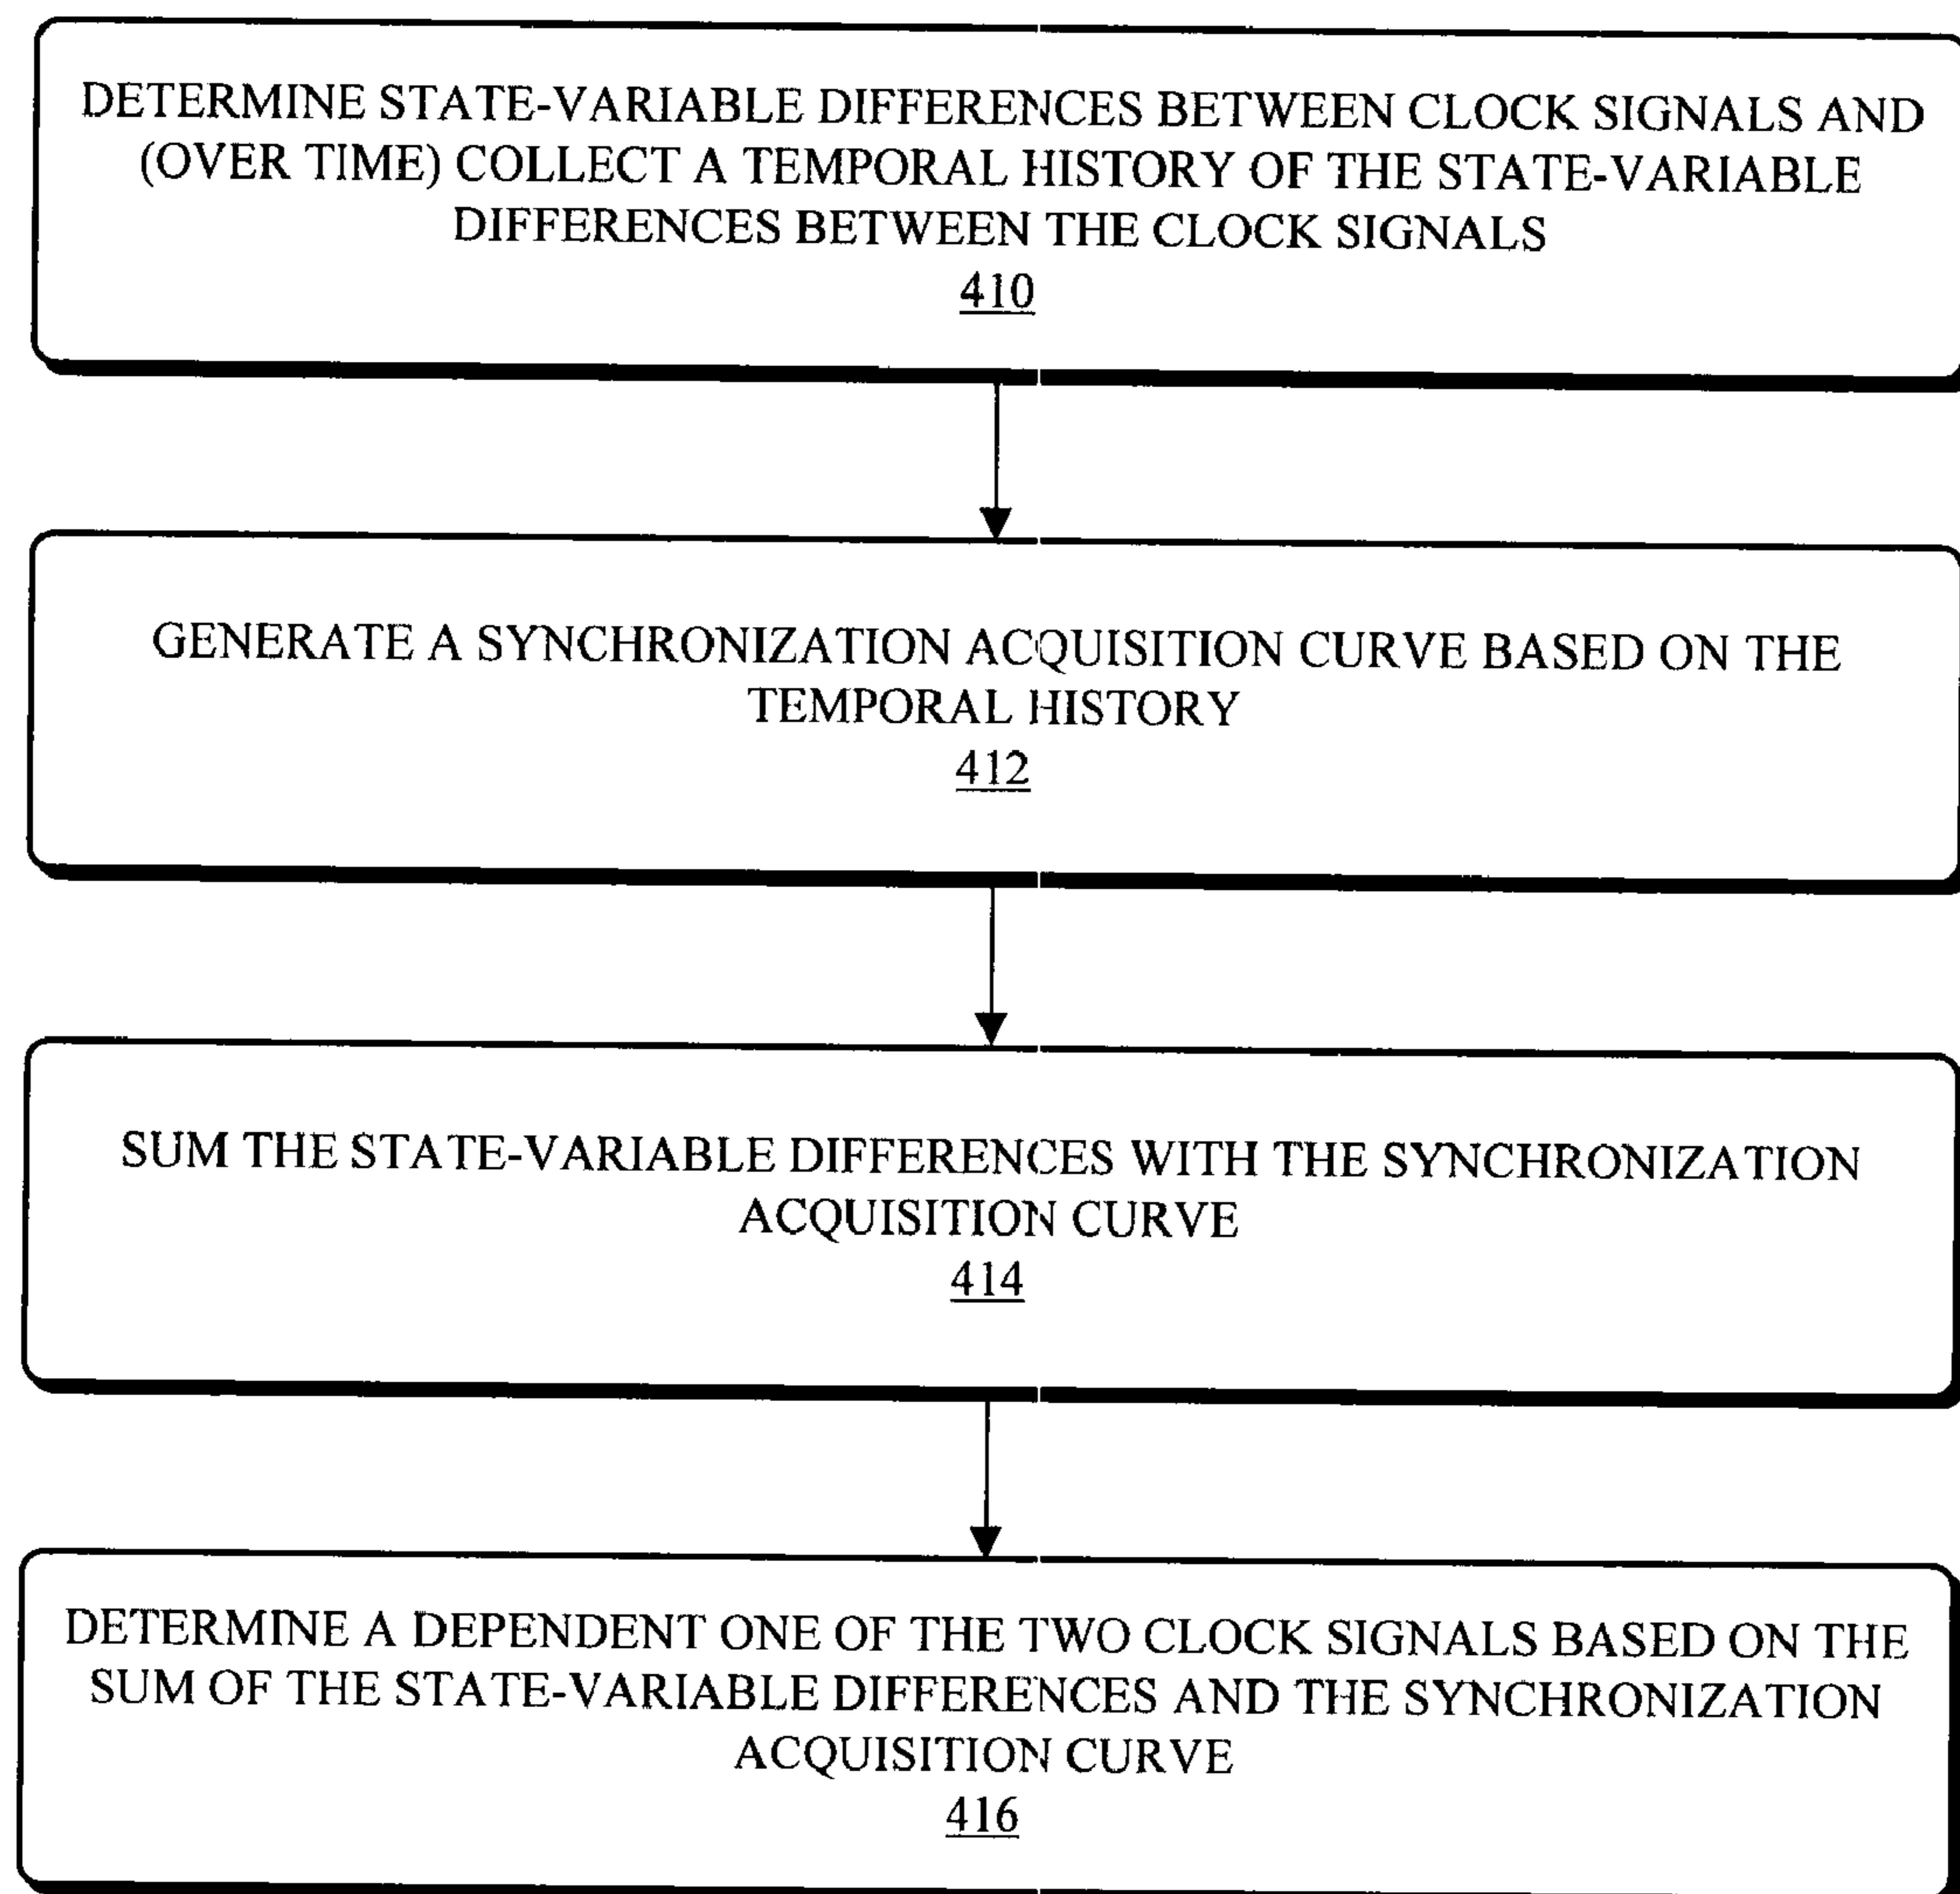 DETERMINE STATE-VARIABLE DIFFERENCES BETWEEN CLOCK SIGNALS AND
(OVER TIME) COLLECT A TEMPORAL HISTORY OF THE STATE-VARIABLE
DIFFERENCES BETWEEN THE CLOCK SIGNALS
410
GENERATE A SYNCHRONIZATION ACQUISITION CURVE BASED ON THE
TEMPORAL HISTORY
412
SUM THE STATE-VARIABLE DIFFERENCES WITH THE SYNCHRONIZATION
ACQUISITION CURVE
414
DETERMINE A DEPENDENT ONE OF THE TWO CLOCK SIGNALS BASED ON THE
SUM OF THE STATE-VARIABLE DIFFERENCES AND THE SYNCHRONIZATION
ACQUISITION CURVE
416